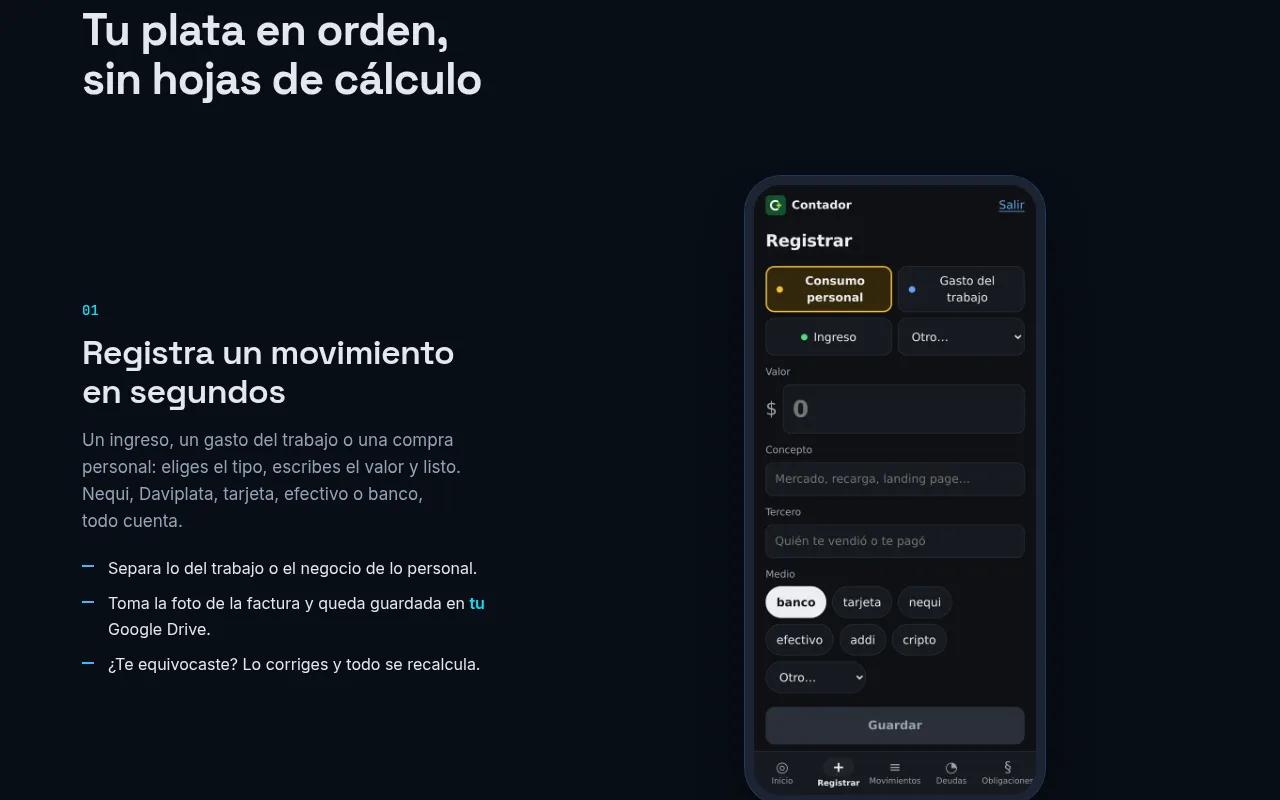 Tu plata en orden,
sin hojas de cálculo
01
Registra un movimiento
en segundos
Un ingreso, un gasto del trabajo o una compra
personal: eliges el tipo, escribes el valor y listo.
Nequi, Daviplata, tarjeta, efectivo o banco,
todo cuenta.
Separa lo del trabajo o el negocio de lo personal.
Toma la foto de la factura y queda guardada en tu
Google Drive.
¿Te equivocaste? Lo corriges y todo se recalcula.
Contador
Salir
Registrar
Consumo
personal
Gasto del
trabajo
Ingreso
Otro...
Valor
$ 0
Concepto
Mercado, recarga, landing page...
Tercero
Quién te vendió o te pagó
Medio
banco tarjeta nequi
efectivo addi cripto
Otro...
Guardar
Inicio Registrar Movimientos Deudas Obligaciones